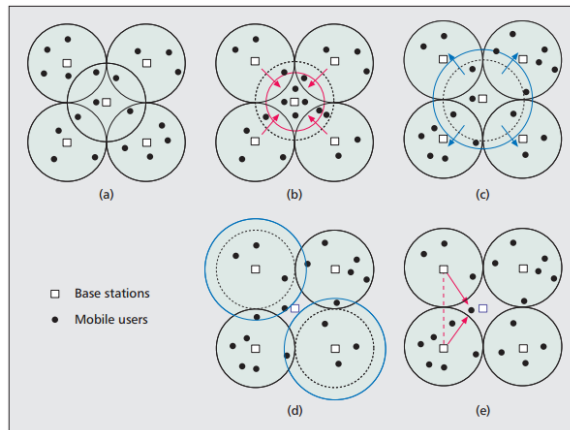 (a)
(b)
(c)
Base stations
Mobile users
(d)
(e)